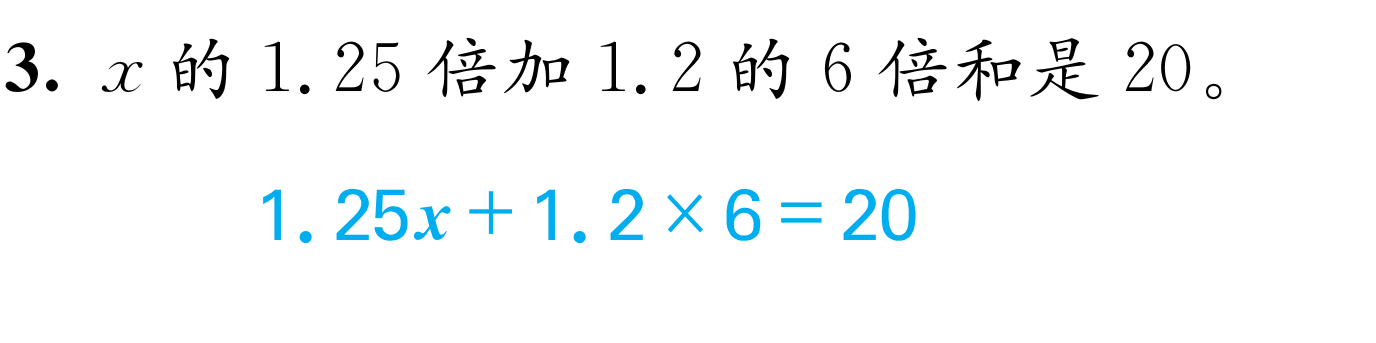 3. x 的 1.25 倍加 1.2 的 6 倍和是 20。
1.25x＋1.2×6＝20